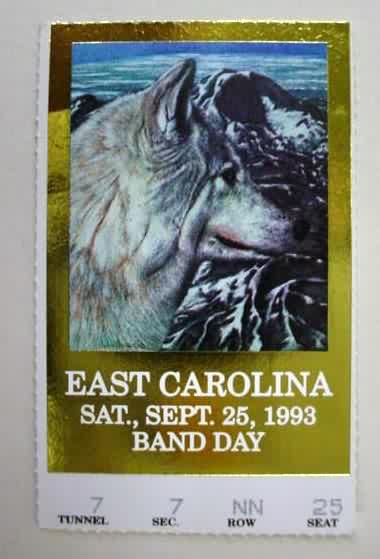 EAST CAROLINA
SAT., SEPT. 25, 1993
BAND DAY
7 7 NN 25
TUNNEL SEC. ROW SEAT